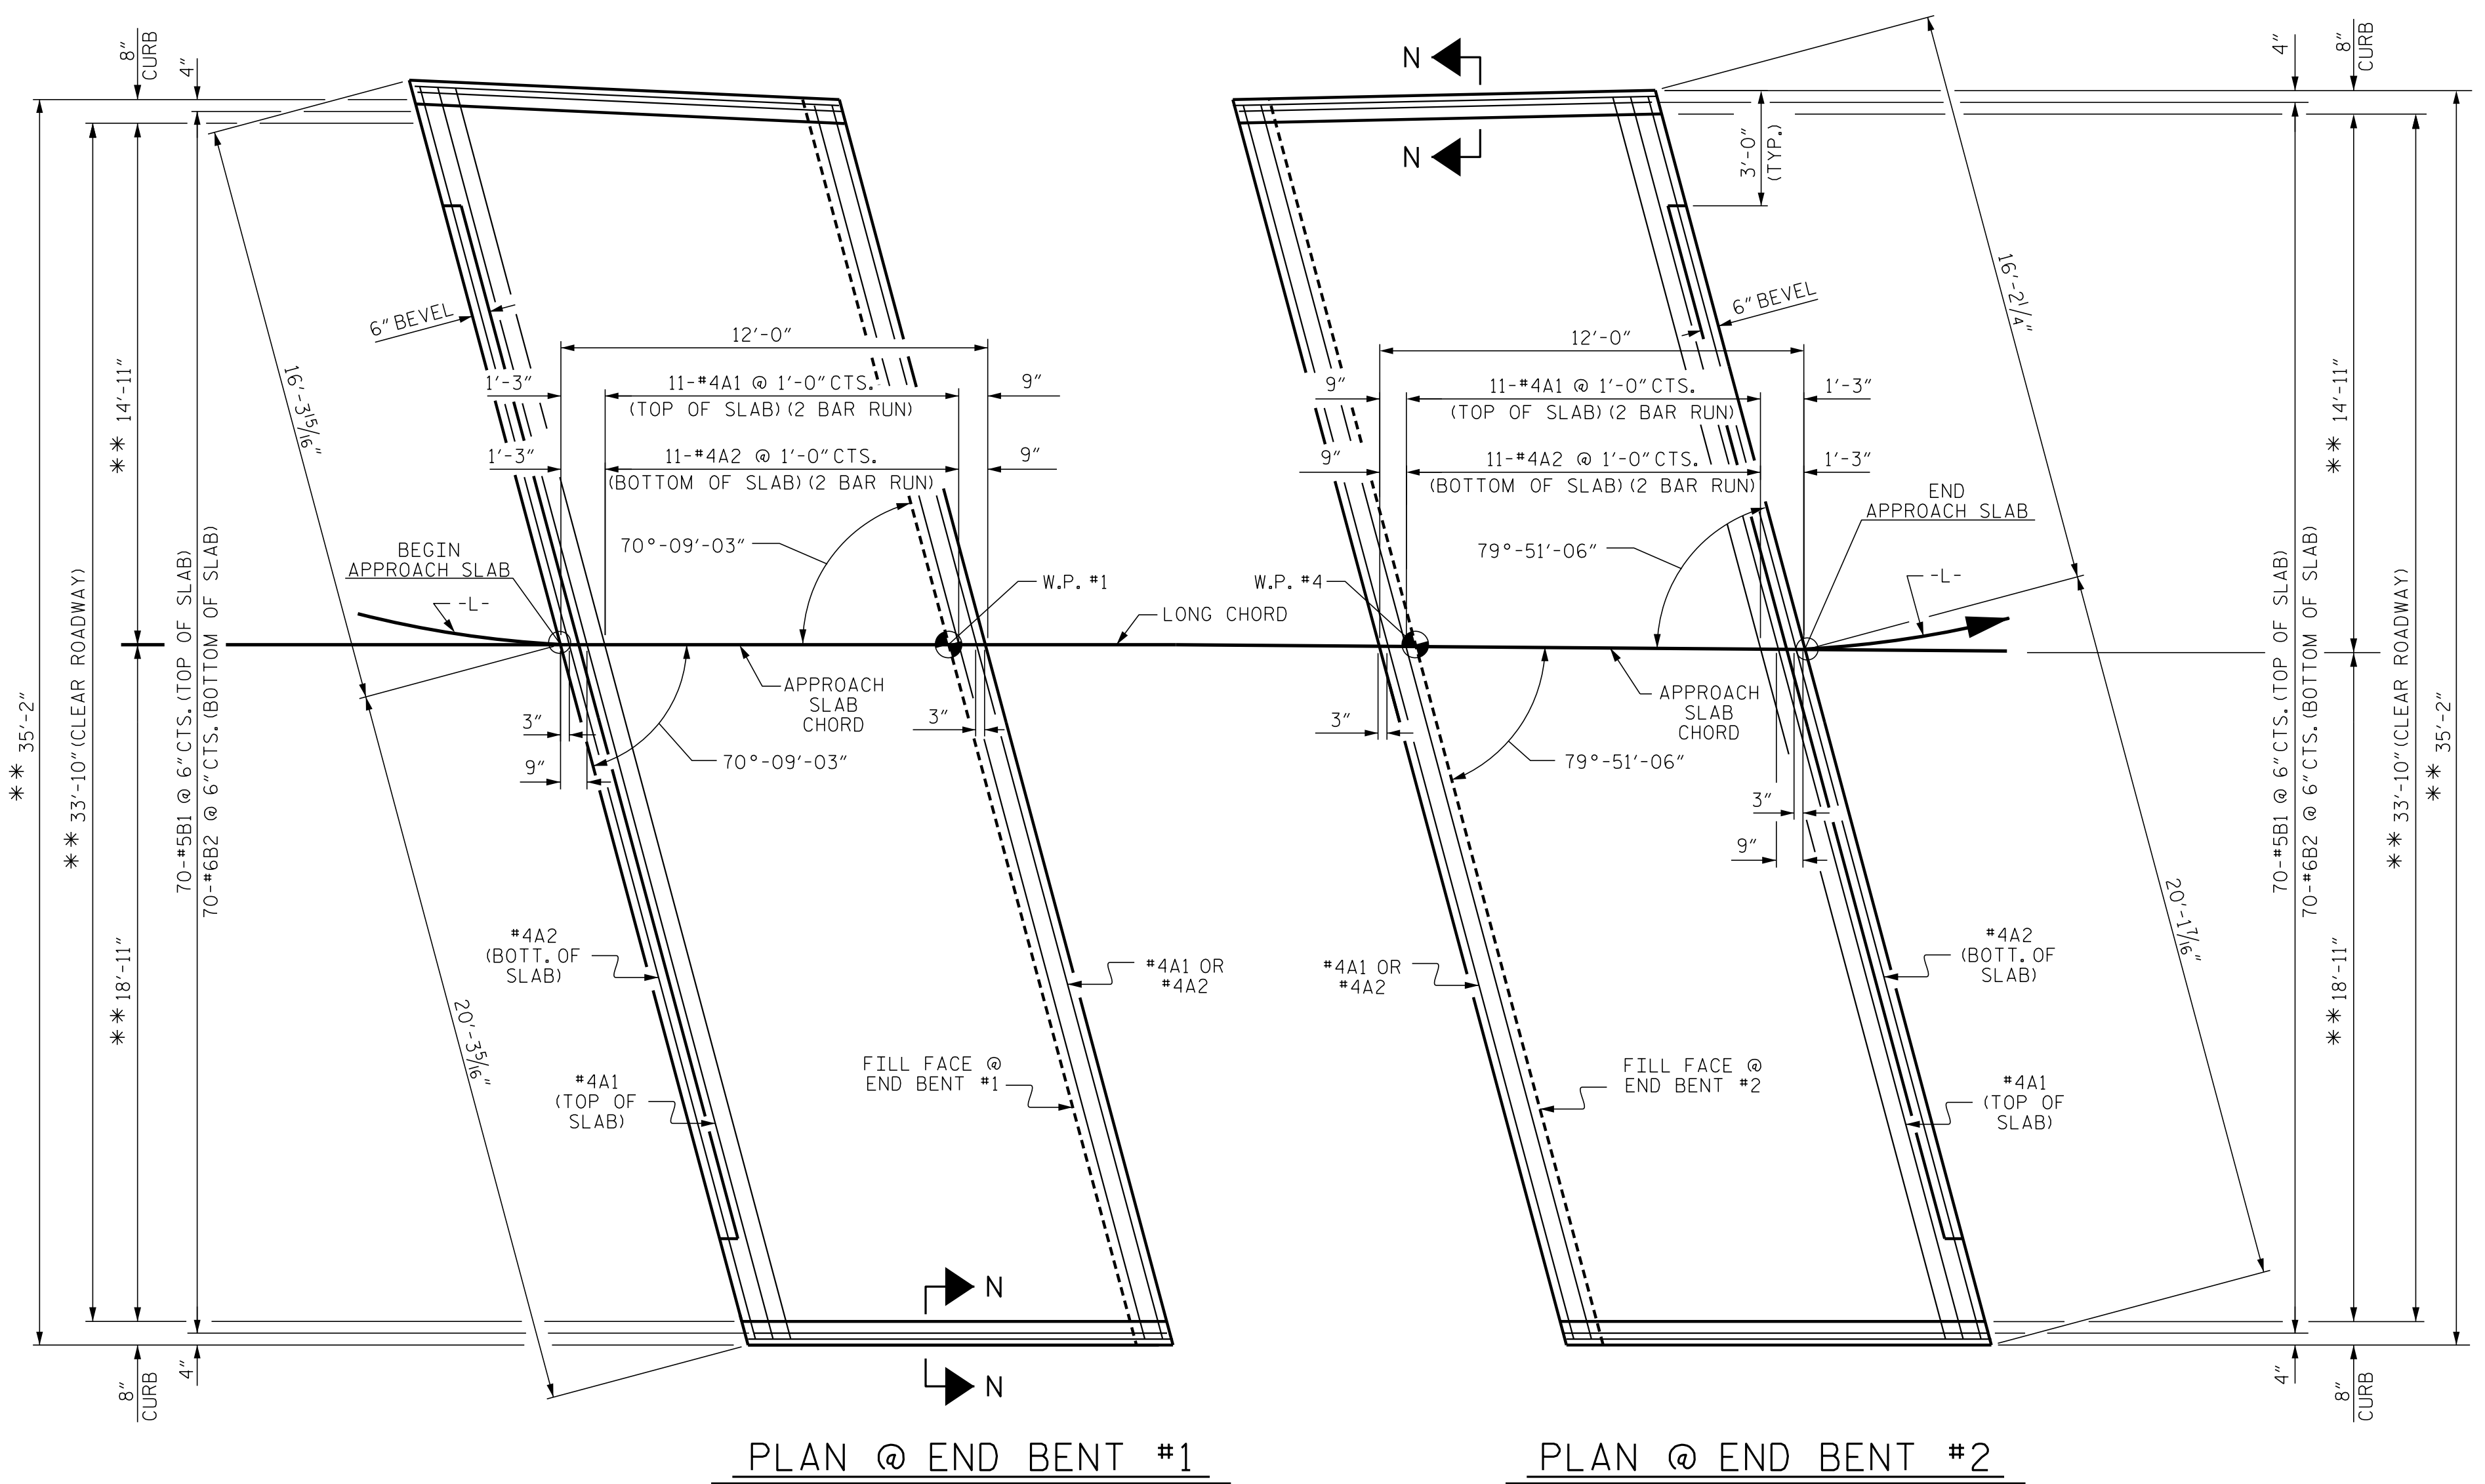 8" CURB
4"
** 35'-2"
** 33'-10" (CLEAR ROADWAY)
** 14'-11"
** 18'-11"
70-#5B1 @ 6" CTS. (TOP OF SLAB)
70-#6B2 @ 6" CTS. (BOTTOM OF SLAB)
8" CURB
4"
16'-3 15/16"
20'-3 5/16"
6" BEVEL
12'-0"
1'-3"
11-#4A1 @ 1'-0" CTS.
(TOP OF SLAB) (2 BAR RUN)
9"
1'-3"
11-#4A2 @ 1'-0" CTS.
(BOTTOM OF SLAB) (2 BAR RUN)
9"
70°-09'-03"
BEGIN
APPROACH SLAB
-L-
W.P. #1
LONG CHORD
APPROACH
SLAB
CHORD
3"
3"
9"
70°-09'-03"
#4A2
(BOTT. OF
SLAB)
#4A1 OR
#4A2
#4A1
(TOP OF
SLAB)
FILL FACE @
END BENT #1
N
N
PLAN @ END BENT #1
N
N
3'-0"
(TYP.)
6" BEVEL
12'-0"
9"
11-#4A1 @ 1'-0" CTS.
(TOP OF SLAB) (2 BAR RUN)
1'-3"
9"
11-#4A2 @ 1'-0" CTS.
(BOTTOM OF SLAB) (2 BAR RUN)
1'-3"
END
APPROACH SLAB
79°-51'-06"
W.P. #4
-L-
APPROACH
SLAB
CHORD
3"
79°-51'-06"
3"
9"
#4A1 OR
#4A2
#4A2
(BOTT. OF
SLAB)
FILL FACE @
END BENT #2
#4A1
(TOP OF
SLAB)
16'-2 1/4"
20'-1 7/16"
4"
8" CURB
70-#5B1 @ 6" CTS. (TOP OF SLAB)
70-#6B2 @ 6" CTS. (BOTTOM OF SLAB)
** 14'-11"
** 18'-11"
** 33'-10" (CLEAR ROADWAY)
** 35'-2"
4"
8" CURB
PLAN @ END BENT #2